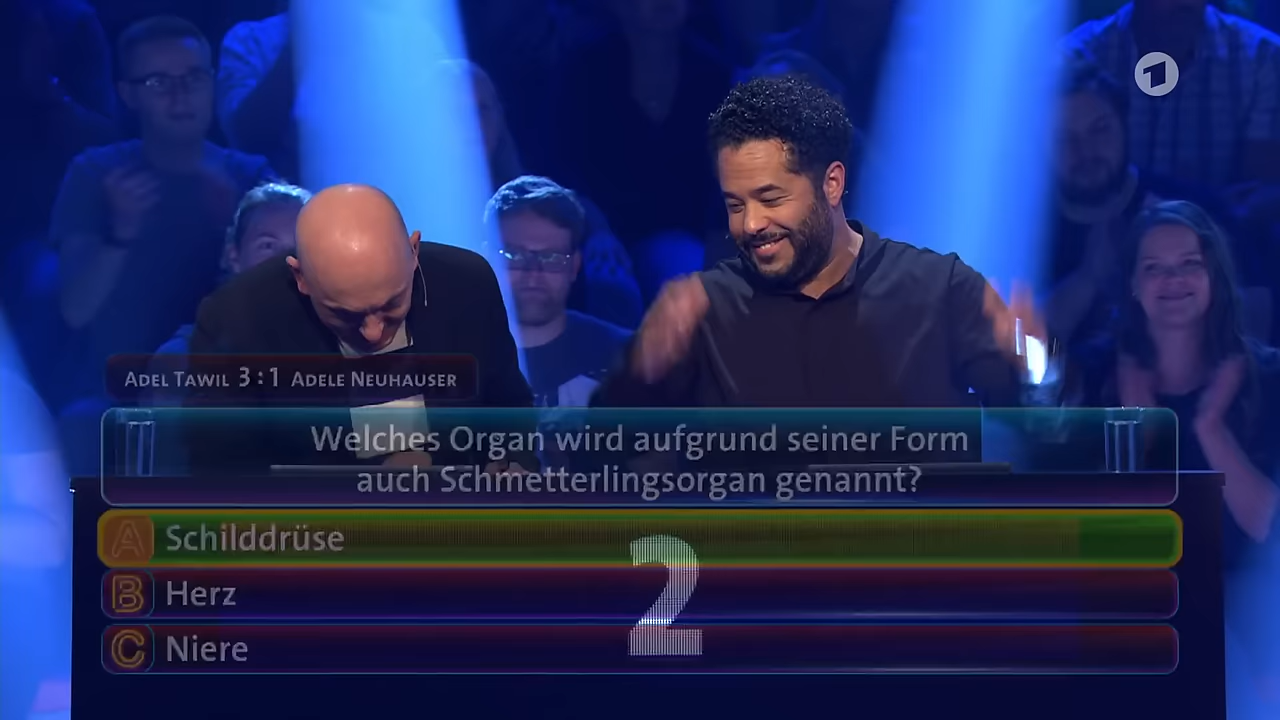 1
ADEL TAWIL 3:1 ADELE NEUHAUSER
Welches Organ wird aufgrund seiner Form
auch Schmetterlingsorgan genannt?
A Schilddrüse
B Herz
C Niere
2